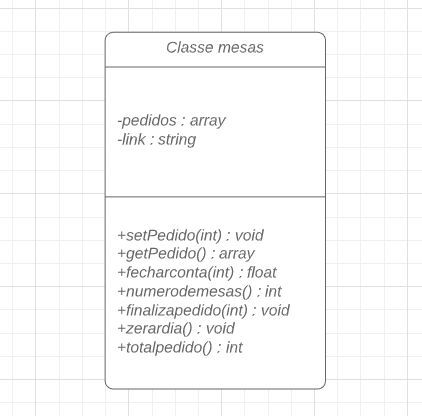 Classe mesas
-pedidos : array
-link : string
+setPedido(int) : void
+getPedido() : array
+fecharconta(int) : float
+numerodemesas() : int
+finalizapedido(int) : void
+zerardia() : void
+totalpedido() : int